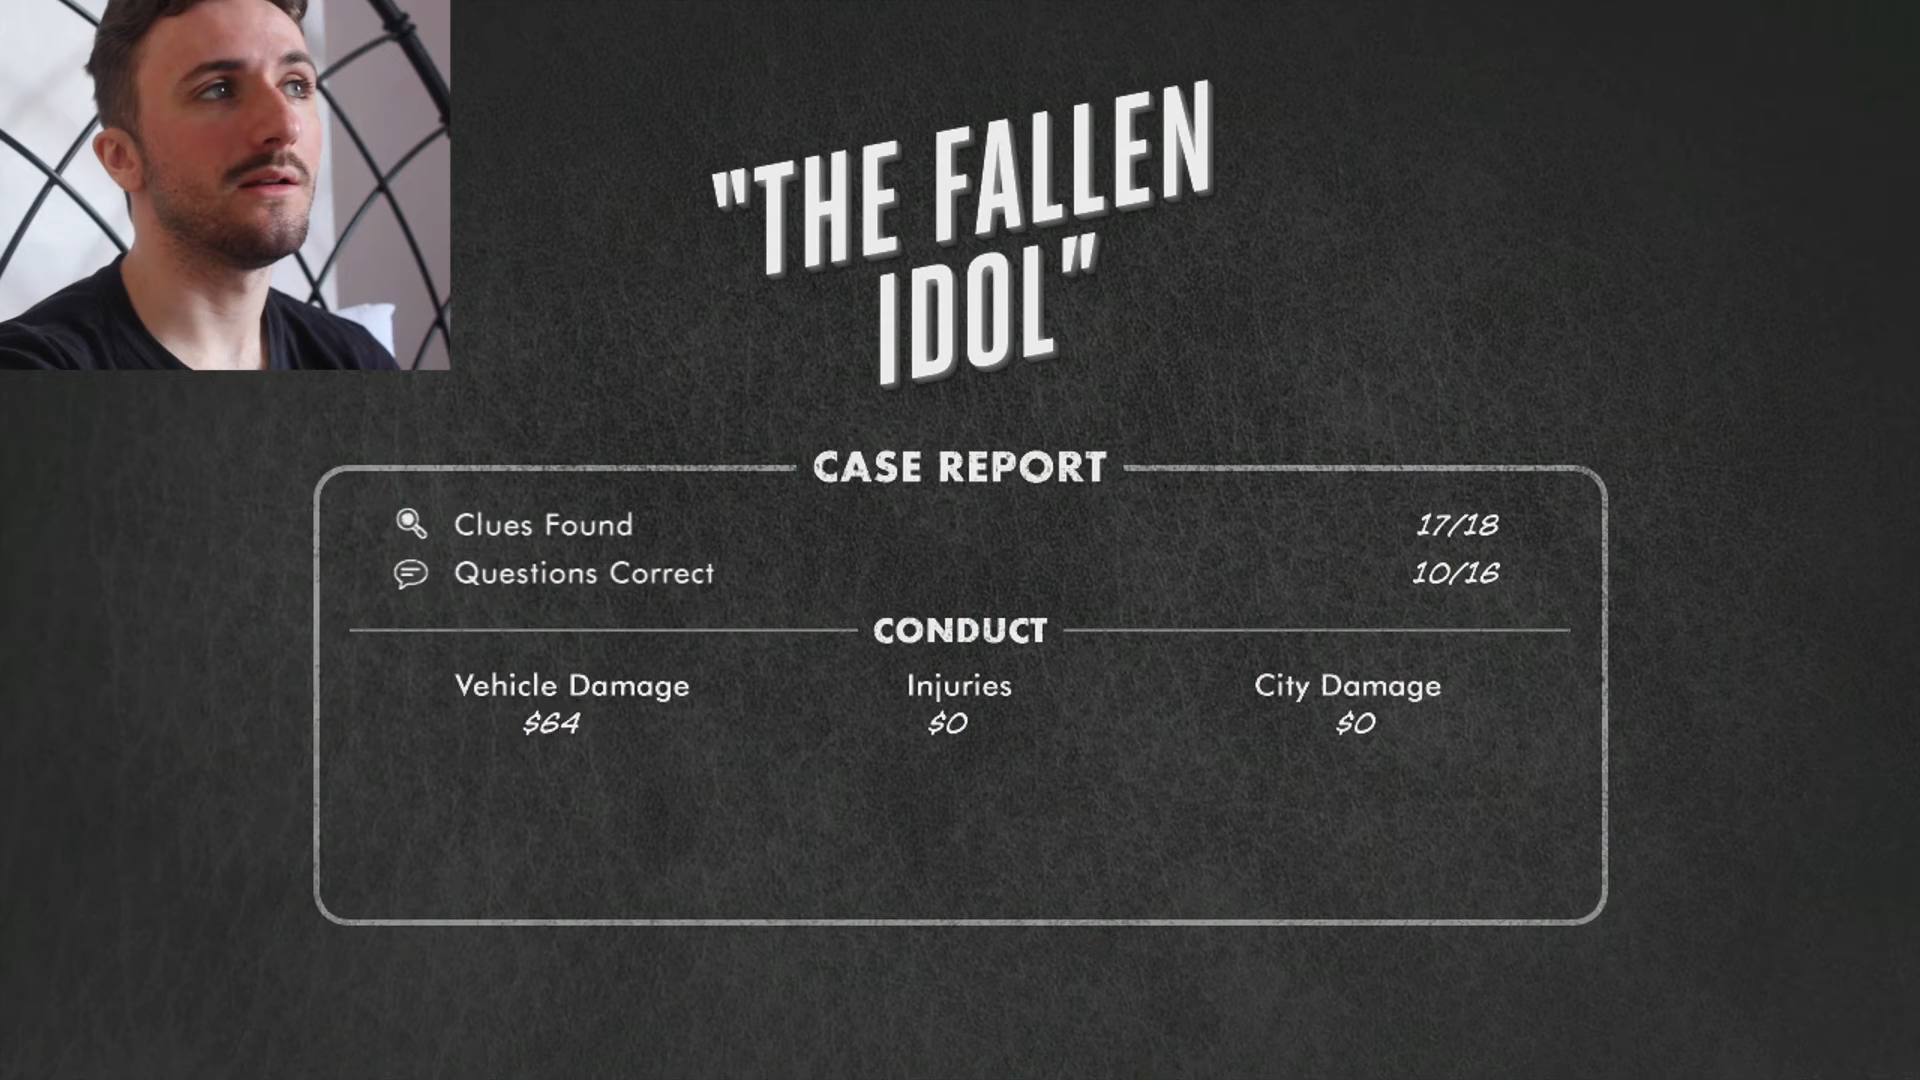 "THE FALLEN
IDOL"
CASE REPORT
Clues Found 17/18
Questions Correct 10/16
CONDUCT
Vehicle Damage Injuries City Damage
$64 $0 $0